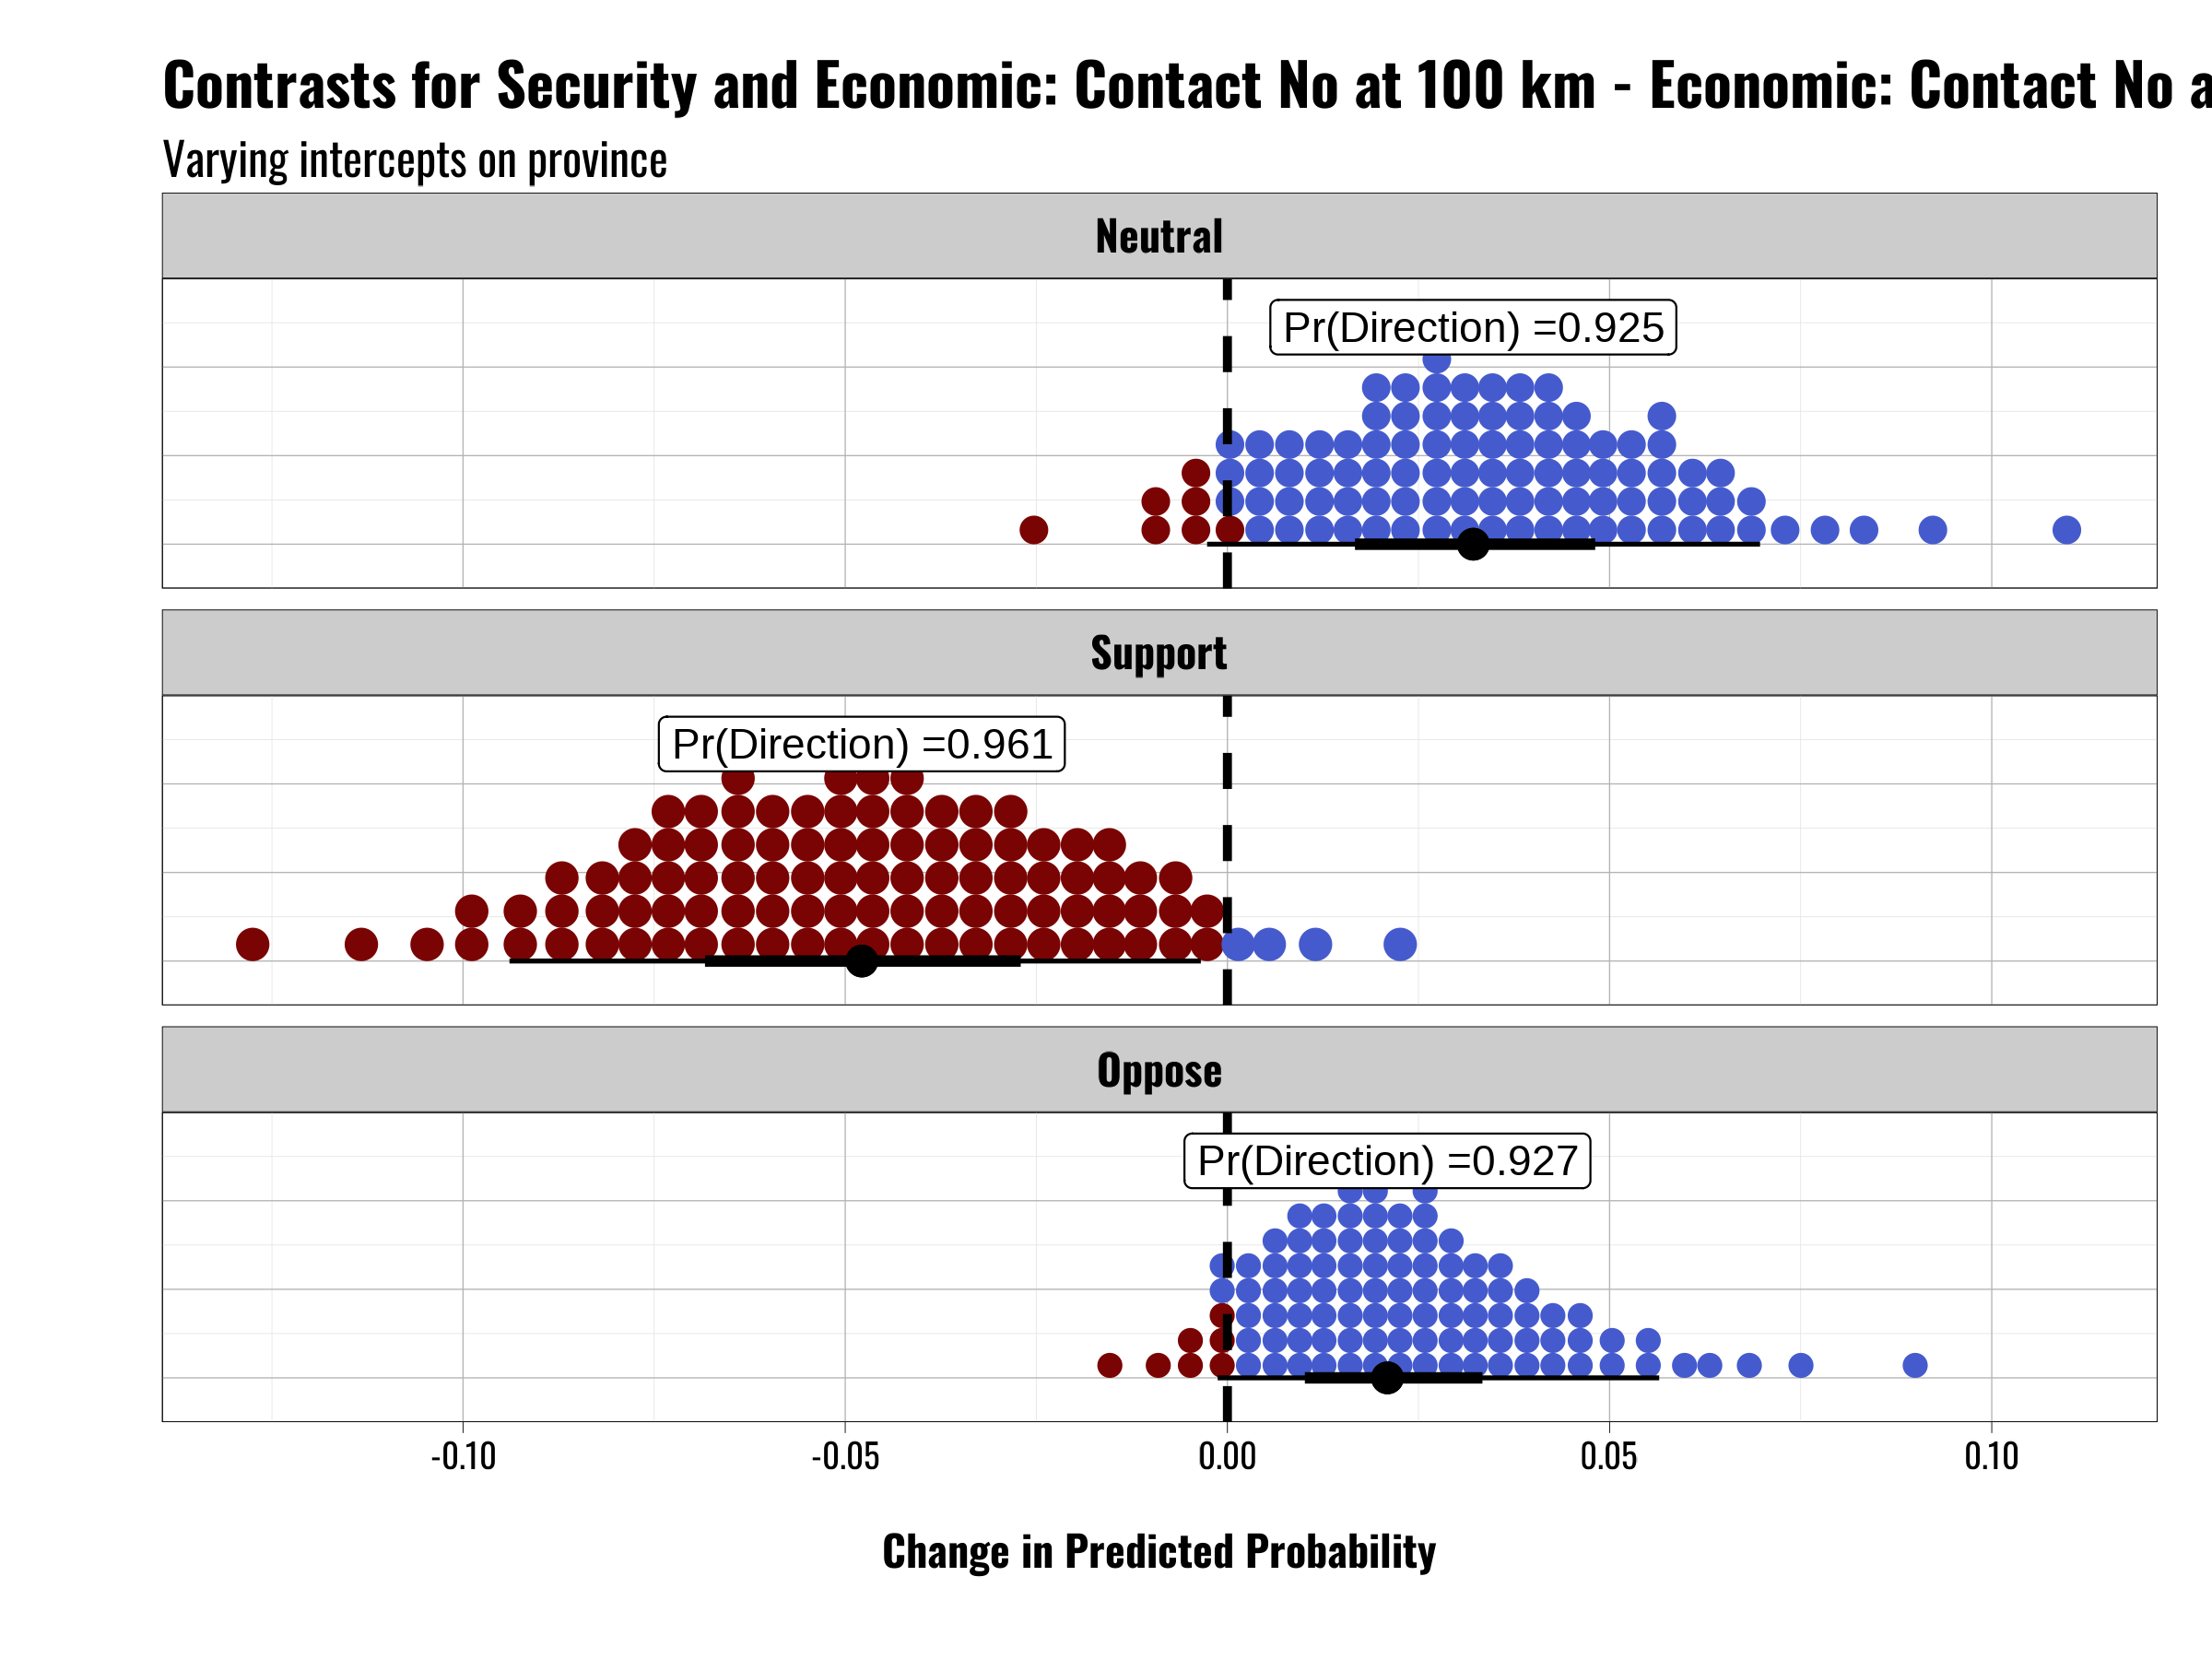 Contrasts for Security and Economic: Contact No at 100 km - Economic: Contact No a
Varying intercepts on province
Neutral
Pr(Direction) =0.925
Support
Pr(Direction) =0.961
Oppose
Pr(Direction) =0.927
-0.10 -0.05 0.00 0.05 0.10
Change in Predicted Probability